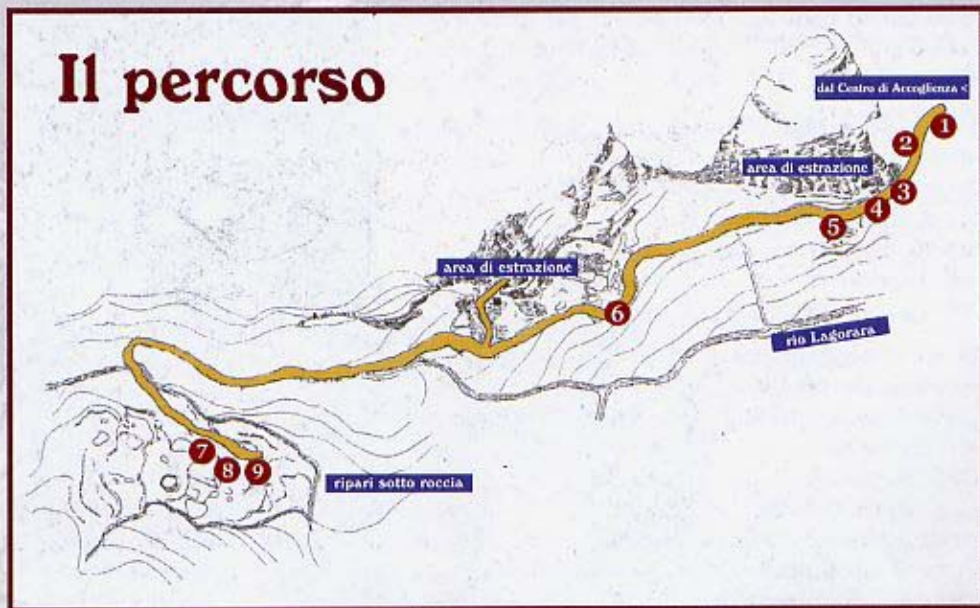 Il percorso
dal Centro di Accoglienza <
1
2
area di estrazione
3
4
5
area di estrazione
6
rio Lagorara
7
8
9
ripari sotto roccia